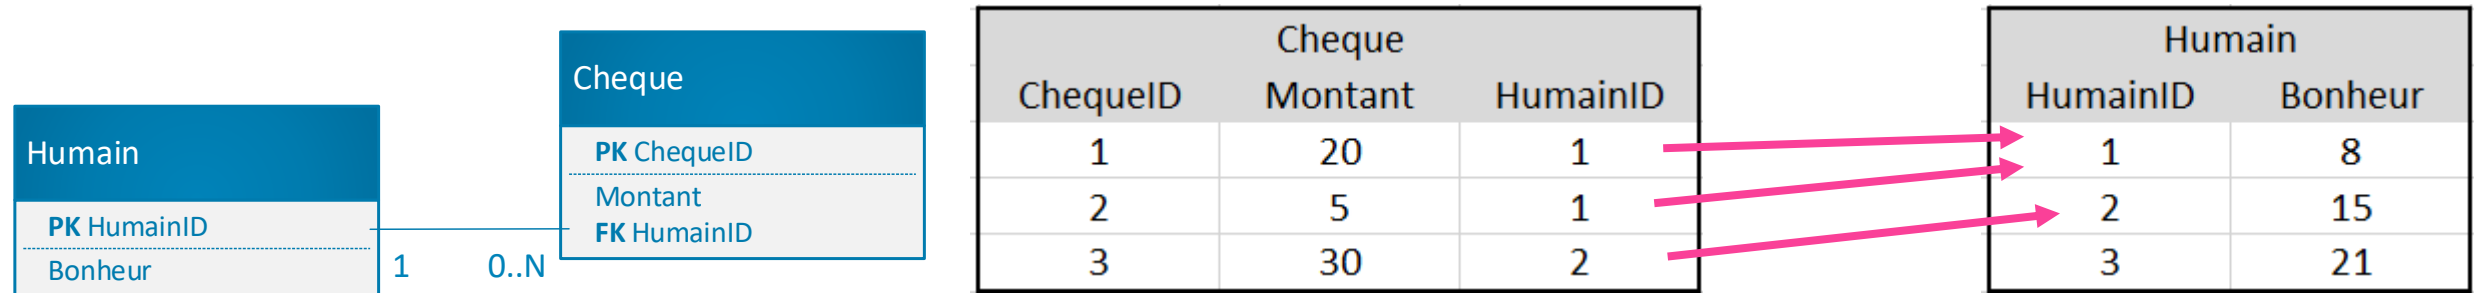 Humain
PK HumainID
Bonheur
1 0..N
Cheque
PK ChequeID
Montant
FK HumainID
Cheque
ChequeID Montant HumainID
1 20 1
2 5 1
3 30 2
Humain
HumainID Bonheur
1 8
2 15
3 21